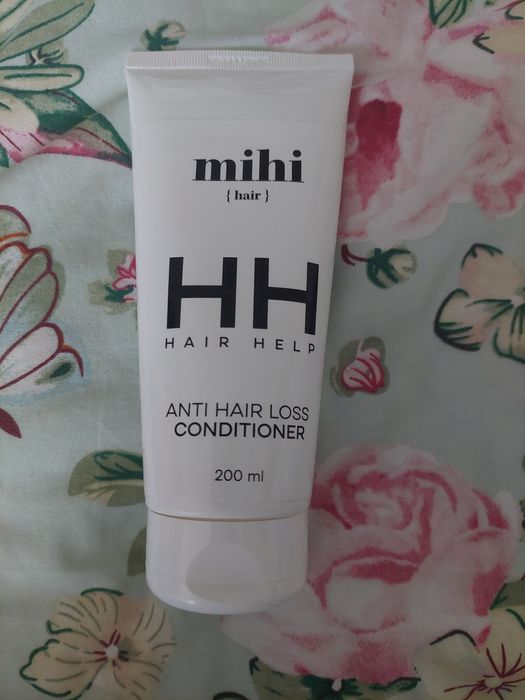 mihi
{ hair }
HH
HAIR HELP
ANTI HAIR LOSS
CONDITIONER
200 ml